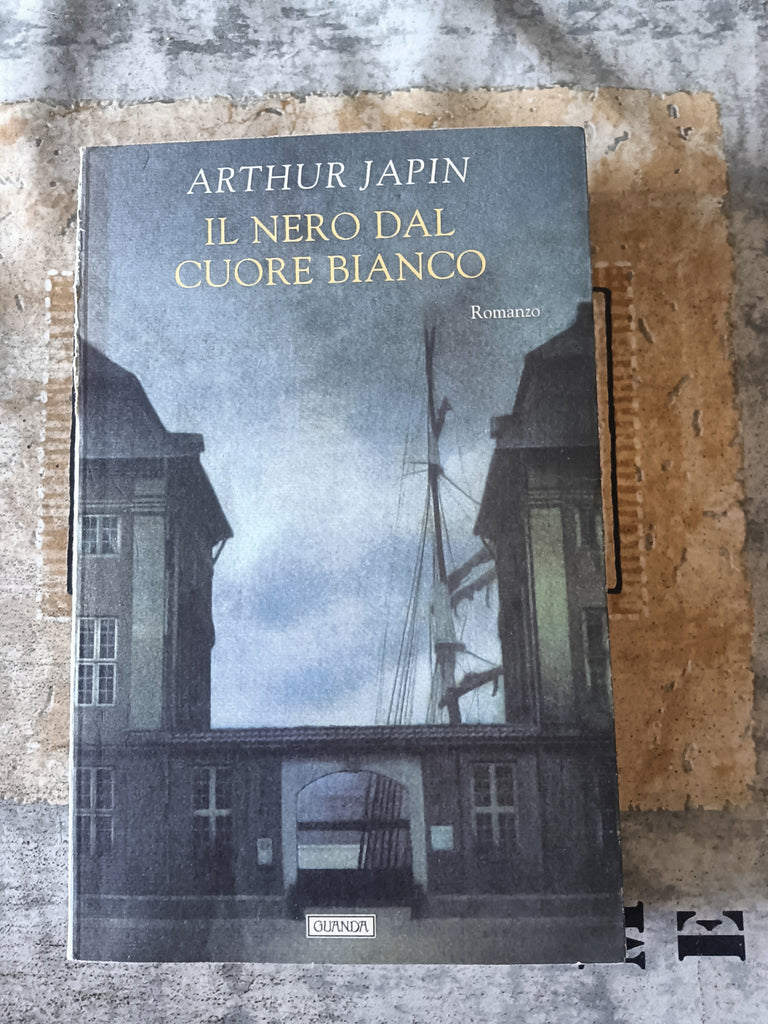 ARTHUR JAPIN
IL NERO DAL
CUORE BIANCO
Romanzo
GUANDA
M
E